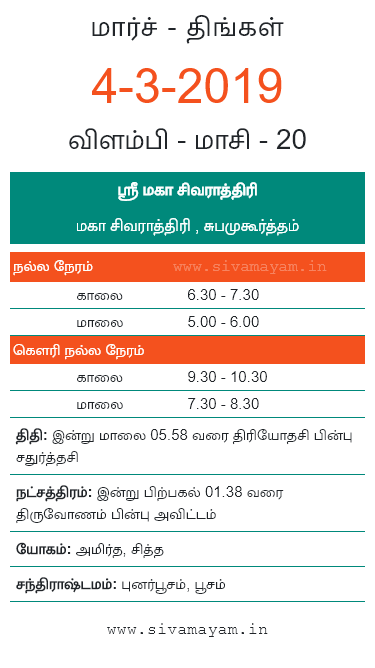 மார்ச் - திங்கள்
4-3-2019
விளம்பி - மாசி - 20
ஸ்ரீ மகா சிவராத்திரி
மகா சிவராத்திரி , சுபமுகூர்த்தம்
நல்ல நேரம் www.sivamayam.in
காலை 6.30 - 7.30
மாலை 5.00 - 6.00
கௌரி நல்ல நேரம்
காலை 9.30 - 10.30
மாலை 7.30 - 8.30
திதி: இன்று மாலை 05.58 வரை திரியோதசி பின்பு
சதுர்த்தசி
நட்சத்திரம்: இன்று பிற்பகல் 01.38 வரை
திருவோணம் பின்பு அவிட்டம்
யோகம்: அமிர்த, சித்த
சந்திராஷ்டமம்: புனர்பூசம், பூசம்
www.sivamayam.in